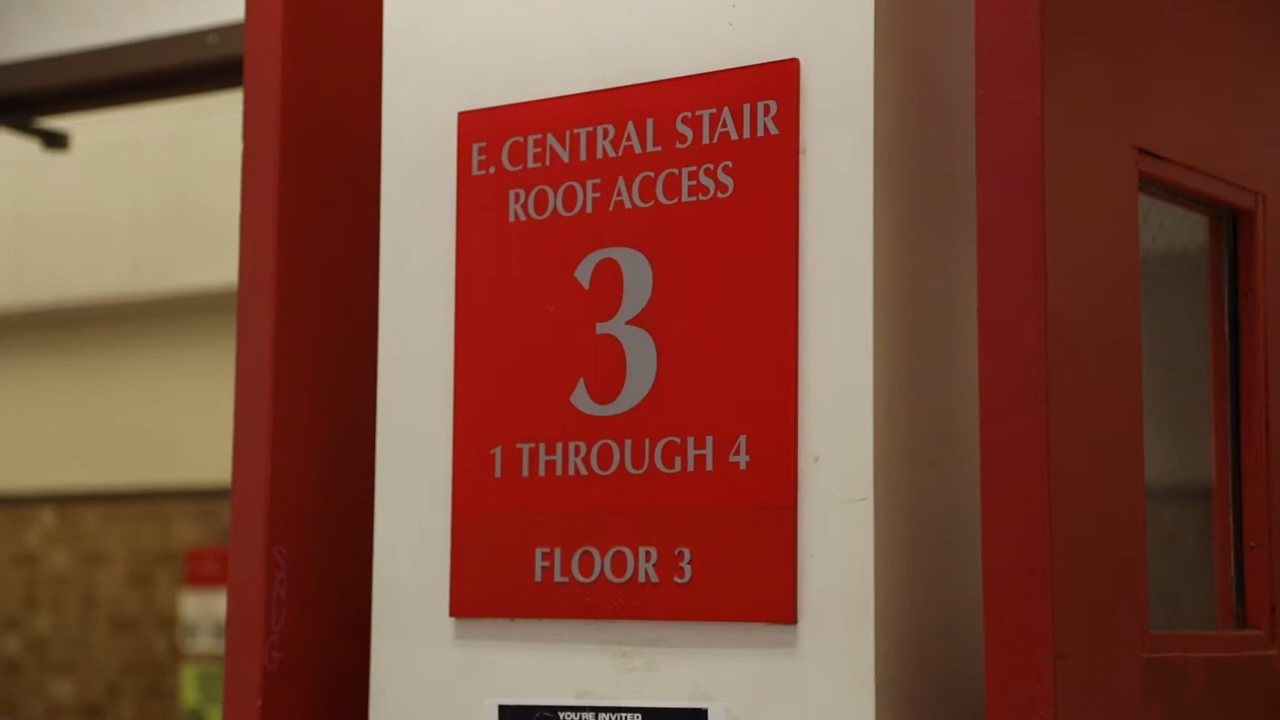 E. CENTRAL STAIR
ROOF ACCESS
3
1 THROUGH 4
FLOOR 3
YOU'RE INVITED